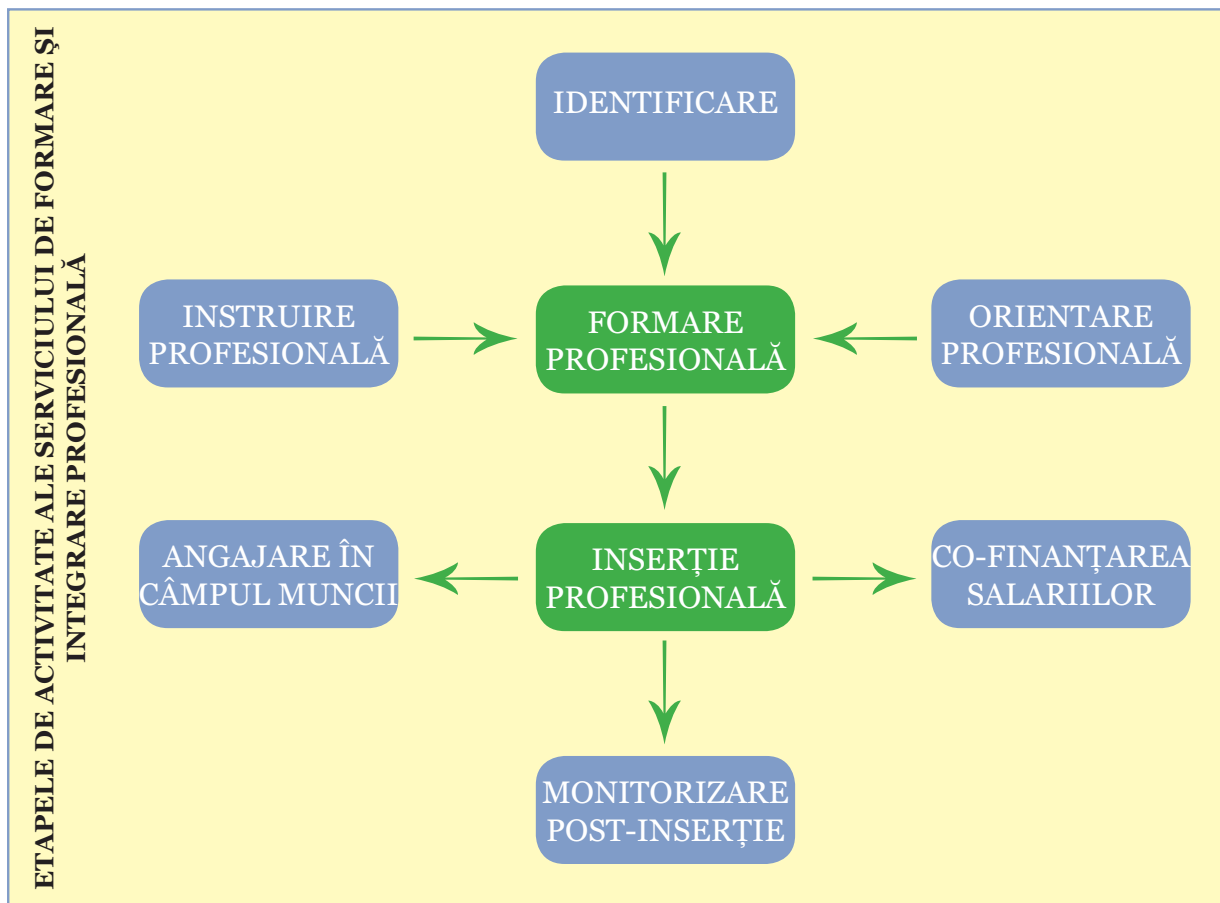 ETAPELE DE ACTIVITATE ALE SERVICIULUI DE FORMARE ŞI
INTEGRARE PROFESIONALĂ
IDENTIFICARE
INSTRUIRE
PROFESIONALĂ
FORMARE
PROFESIONALĂ
ORIENTARE
PROFESIONALĂ
ANGAJARE ÎN
CÂMPUL MUNCII
INSERȚIE
PROFESIONALĂ
CO-FINANȚAREA
SALARIILOR
MONITORIZARE
POST-INSERȚIE